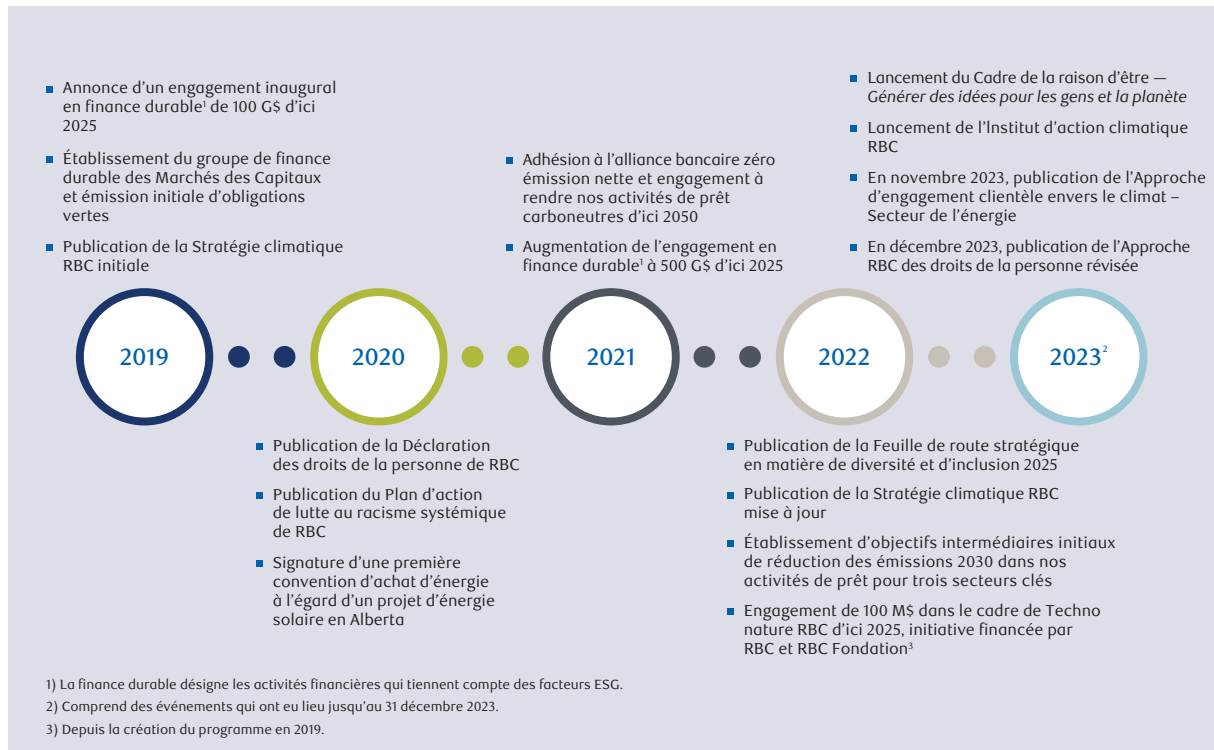 ■ Annonce d’un engagement inaugural
en finance durable¹ de 100 G$ d’ici
2025
■ Établissement du groupe de finance
durable des Marchés des Capitaux
et émission initiale d’obligations
vertes
■ Publication de la Stratégie climatique
RBC initiale
■ Adhésion à l’alliance bancaire zéro
émission nette et engagement à
rendre nos activités de prêt
carboneutres d’ici 2050
■ Augmentation de l’engagement en
finance durable¹ à 500 G$ d’ici 2025
■ Lancement du Cadre de la raison d’être —
Générer des idées pour les gens et la planète
■ Lancement de l’Institut d’action climatique
RBC
■ En novembre 2023, publication de l’Approche
d’engagement clientèle envers le climat –
Secteur de l’énergie
■ En décembre 2023, publication de l’Approche
RBC des droits de la personne révisée
2019
2020
2021
2022
2023²
■ Publication de la Déclaration
des droits de la personne de RBC
■ Publication du Plan d’action
de lutte au racisme systémique
de RBC
■ Signature d’une première
convention d’achat d’énergie
à l’égard d’un projet d’énergie
solaire en Alberta
■ Publication de la Feuille de route stratégique
en matière de diversité et d’inclusion 2025
■ Publication de la Stratégie climatique RBC
mise à jour
■ Établissement d’objectifs intermédiaires initiaux
de réduction des émissions 2030 dans nos
activités de prêt pour trois secteurs clés
■ Engagement de 100 M$ dans le cadre de Techno
nature RBC d’ici 2025, initiative financée par
RBC et RBC Fondation³
1) La finance durable désigne les activités financières qui tiennent compte des facteurs ESG.
2) Comprend des événements qui ont eu lieu jusqu’au 31 décembre 2023.
3) Depuis la création du programme en 2019.